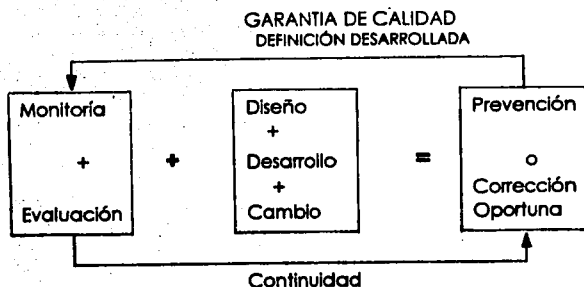 GARANTIA DE CALIDAD
DEFINICIÓN DESARROLLADA
Monitoría
+
Evaluación
+
Diseño
+
Desarrollo
+
Cambio
=
Prevención
o
Corrección
Oportuna
Continuidad